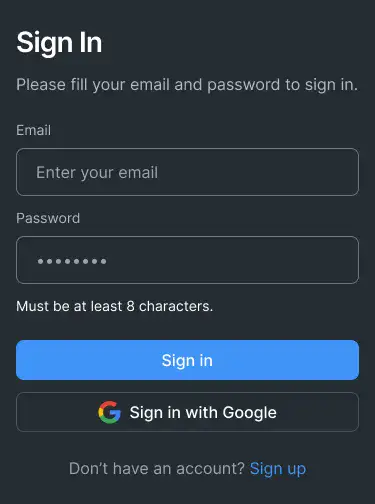 Sign In
Please fill your email and password to sign in.
Email
Enter your email
Password
••••••••
Must be at least 8 characters.
Sign in
Sign in with Google
Don’t have an account? Sign up